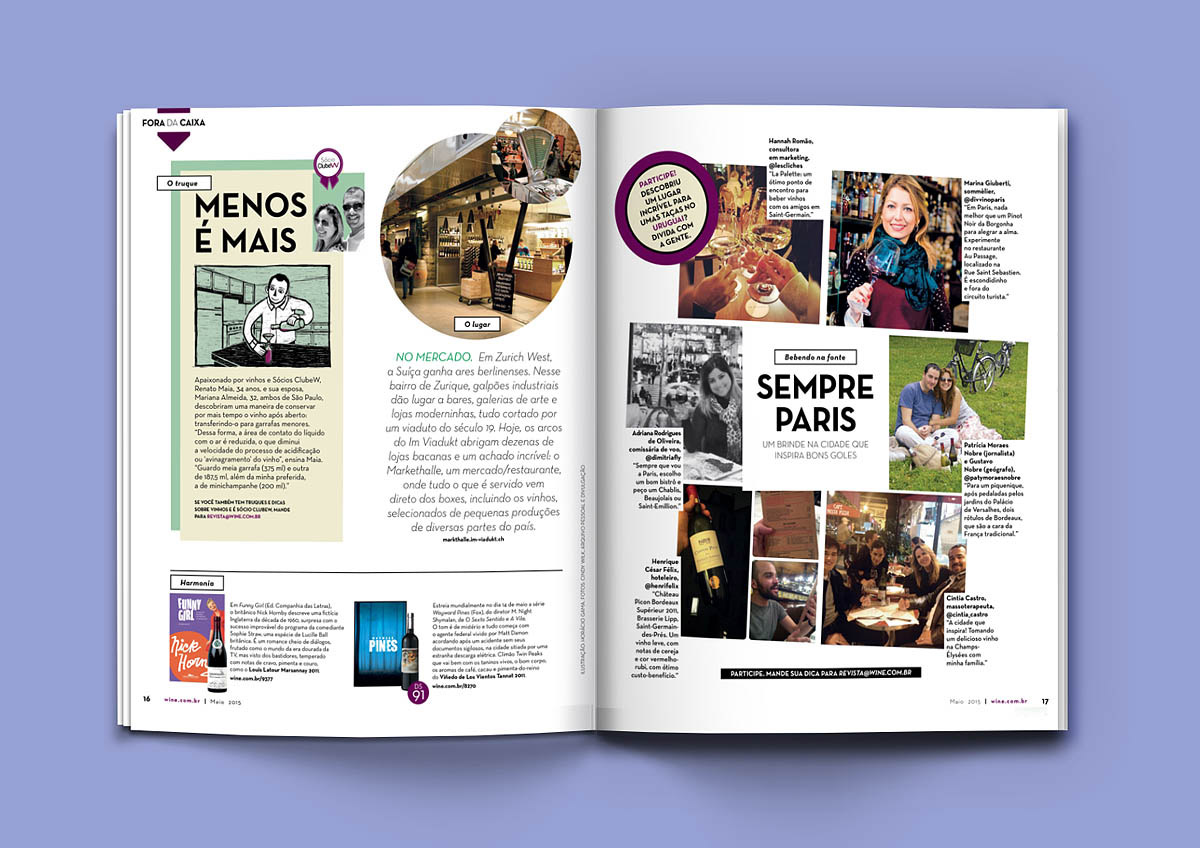 FORA DA CAIXA
O truque
Sócio
ClubeW
MENOS
É MAIS
Apaixonado por vinhos e Sócios ClubeW,
Renato Maia, 34 anos, e sua esposa,
Mariana Almeida, 32, ambos de São Paulo,
descobriram uma maneira de conservar
por mais tempo o vinho após aberto:
transferindo-o para garrafas menores.
“Dessa forma, a área de contato do líquido
com o ar é reduzida, o que diminui
a velocidade do processo de acidificação
ou ‘avinagramento’ do vinho”, ensina Maia.
“Guardo meia garrafa (375 ml) e outra
de 187,5 ml, além da minha preferida,
a de minichampanhe (200 ml).”
SE VOCÊ TAMBÉM TEM TRUQUES E DICAS
SOBRE VINHOS E É SÓCIO CLUBEW, MANDE
PARA REVISTA@WINE.COM.BR
O lugar
NO MERCADO. Em Zurich West,
a Suíça ganha ares berlinenses. Nesse
bairro de Zurique, galpões industriais
dão lugar a bares, galerias de arte e
lojas moderninhas, tudo cortado por
um viaduto do século 19. Hoje, os arcos
do Im Viadukt abrigam dezenas de
lojas bacanas e um achado incrível: o
Markethalle, um mercado/restaurante,
onde tudo o que é servido vem
direto dos boxes, incluindo os vinhos,
selecionados de pequenas produções
de diversas partes do país.
markthalle.im-viadukt.ch
ILUSTRAÇÃO: HORÁCIO GAMA; FOTOS: CINDY WILK, ARQUIVO PESSOAL E DIVULGAÇÃO
Harmonia
FUNNY
GIRL
Nick
Horn
Em Funny Girl (Ed. Companhia das Letras),
o britânico Nick Hornby descreve uma fictícia
Inglaterra da década de 1960, surpresa com o
sucesso improvável do programa da comediante
Sophie Straw, uma espécie de Lucille Ball
britânica. É um romance cheio de diálogos,
frutado como o mundo da era dourada da
TV, mas visto dos bastidores, temperado
com notas de cravo, pimenta e couro,
como o Louis Latour Marsannay 2011.
wine.com.br/9377
PINES
DS
91
Estreia mundialmente no dia 14 de maio a série
Wayward Pines (Fox), do diretor M. Night
Shymalan, de O Sexto Sentido e A Vila.
O tom é de mistério e tudo começa com
o agente federal vivido por Matt Damon
acordando após um acidente sem seus
documentos sigilosos, na cidade sitiada por uma
estranha descarga elétrica. Climão Twin Peaks
que vai bem com os taninos vivos, o bom corpo,
os aromas de café, cacau e pimenta-do-reino
do Viñedo de Los Vientos Tannat 2011.
wine.com.br/8270
16 wine.com.br | Maio 2015
PARTICIPE!
DESCOBRIU
UM LUGAR
INCRÍVEL PARA
UMAS TAÇAS NO
URUGUAI?
DIVIDA COM
A GENTE.
Hannah Romão,
consultora
em marketing,
@lescliches
“La Palette: um
ótimo ponto de
encontro para
beber vinhos
com os amigos em
Saint-Germain.”
Marina Giuberti,
sommèlier,
@divvinoparis
“Em Paris, nada
melhor que um Pinot
Noir da Borgonha
para alegrar a alma.
Experimente
no restaurante
Au Passage,
localizado na
Rue Saint Sebastien.
É escondidinho
e fora do
circuito turista.”
Bebendo na fonte
SEMPRE
PARIS
UM BRINDE NA CIDADE QUE
INSPIRA BONS GOLES
Adriana Rodrigues
de Oliveira,
comissária de voo,
@dimitriafly
“Sempre que vou
a Paris, escolho
um bom bistrô e
peço um Chablis,
Beaujolais ou
Saint-Emillion.”
Patrícia Moraes
Nobre (jornalista)
e Gustavo
Nobre (geógrafo),
@patymoraesnobre
“Para um piquenique,
após pedaladas pelos
jardins do Palácio
de Versalhes, dois
rótulos de Bordeaux,
que são a cara da
França tradicional.”
Henrique
César Félix,
hoteleiro,
@henrifelix
“Château
Picon Bordeaux
Supérior 2011,
Brasserie Lipp,
Saint-Germain-
des-Prés. Um
vinho leve, com
notas de cereja
e cor vermelho-
rubi, com ótimo
custo-benefício.”
Cintia Castro,
massoterapeuta,
@cintia_castro
“A cidade que
inspira! Tomando
um delicioso vinho
na Champs-
Élysées com
minha família.”
PARTICIPE. MANDE SUA DICA PARA REVISTA@WINE.COM.BR
Maio 2015 | wine.com.br 17